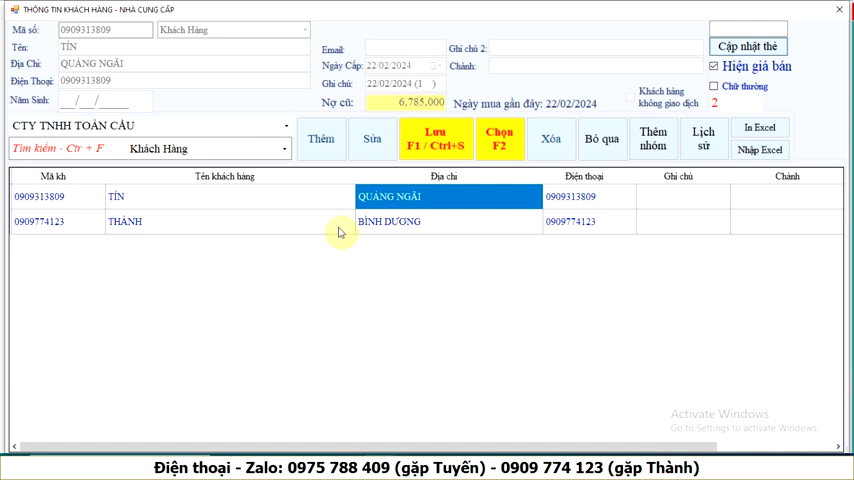 THÔNG TIN KHÁCH HÀNG - NHÀ CUNG CẤP
Mã số: 0909313809 Khách Hàng
Tên: TÍN
Địa Chỉ: QUẢNG NGÃI
Điện Thoại: 0909313809
Năm Sinh: __/__/____
Email: Ghi chú 2:
Ngày Cấp: 22/02/2024 Chành:
Ghi chú: 22/02/2024 (1 )
Nợ cũ: 6,785,000 Ngày mua gần đây: 22/02/2024
Khách hàng
không giao dịch
Cập nhật thẻ
Hiện giá bán
Chữ thường
2
CTY TNHH TOÀN CẦU
Tìm kiếm - Ctr + F Khách Hàng
Thêm
Sửa
Lưu
F1 / Ctrl+S
Chọn
F2
Xóa
Bỏ qua
Thêm
nhóm
Lịch
sử
In Excel
Nhập Excel
Mã kh Tên khách hàng Địa chỉ Điện thoại Ghi chú Chành
0909313809 TÍN QUẢNG NGÃI 0909313809
0909774123 THÀNH BÌNH DƯƠNG 0909774123
Activate Windows
Go to Settings to activate Windows.
Điện thoại - Zalo: 0975 788 409 (gặp Tuyến) - 0909 774 123 (gặp Thành)